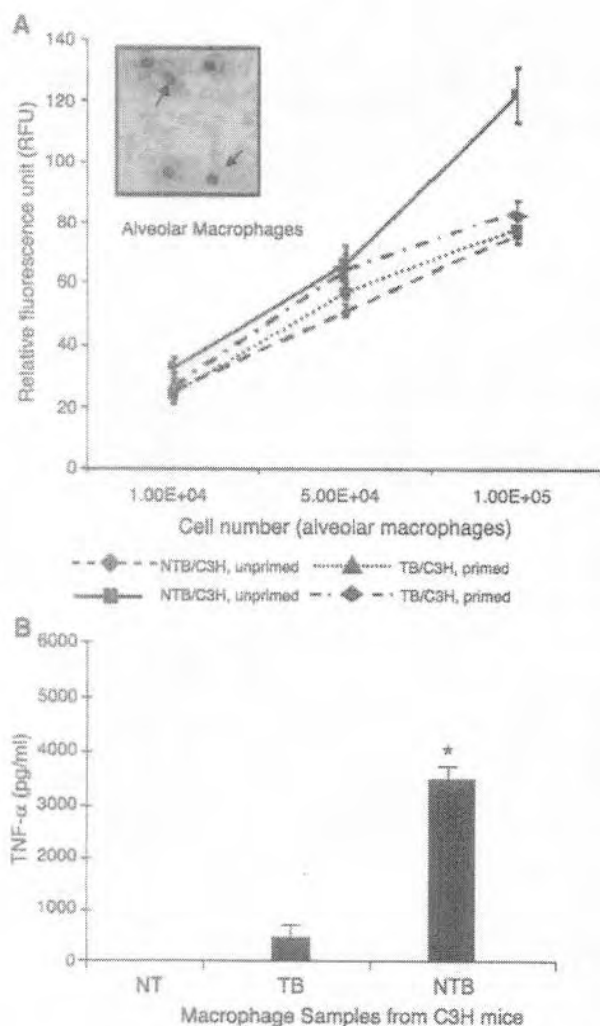 A
140
120
100
80
60
40
20
0
Relative fluorescence unit (RFU)
Alveolar Macrophages
1.00E+04 5.00E+04 1.00E+05
Cell number (alveolar macrophages)
NTB/C3H, unprimed TB/C3H, primed
NTB/C3H, unprimed TB/C3H, primed
B
6000
5000
4000
3000
2000
1000
0
TNF-α (pg/ml)
*
NT TB NTB
Macrophage Samples from C3H mice